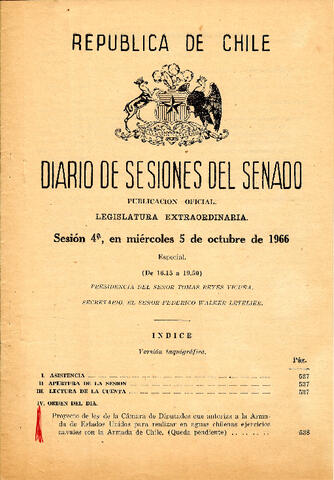 REPUBLICA DE CHILE
DIARIO DE SESIONES DEL SENADO
PUBLICACION OFICIAL.
LEGISLATURA EXTRAORDINARIA.
Sesión 4ª, en miércoles 5 de octubre de 1966
Especial.
(De 16.15 a 19.50)
PRESIDENCIA DEL SEÑOR TOMAS REYES VICUÑA.
SECRETARIO, EL SEÑOR FEDERICO WALKER LETELIER.
INDICE
Versión taquigráfica.
Pág.
I. ASISTENCIA 537
II APERTURA DE LA SESION 537
III. LECTURA DE LA CUENTA 537
IV. ORDEN DEL DIA.
Proyecto de ley de la Cámara de Diputados que autoriza a la Arma-
da de Estados Unidos para realizar en aguas chilenas ejercicios
navales con la Armada de Chile. (Queda pendiente) 538